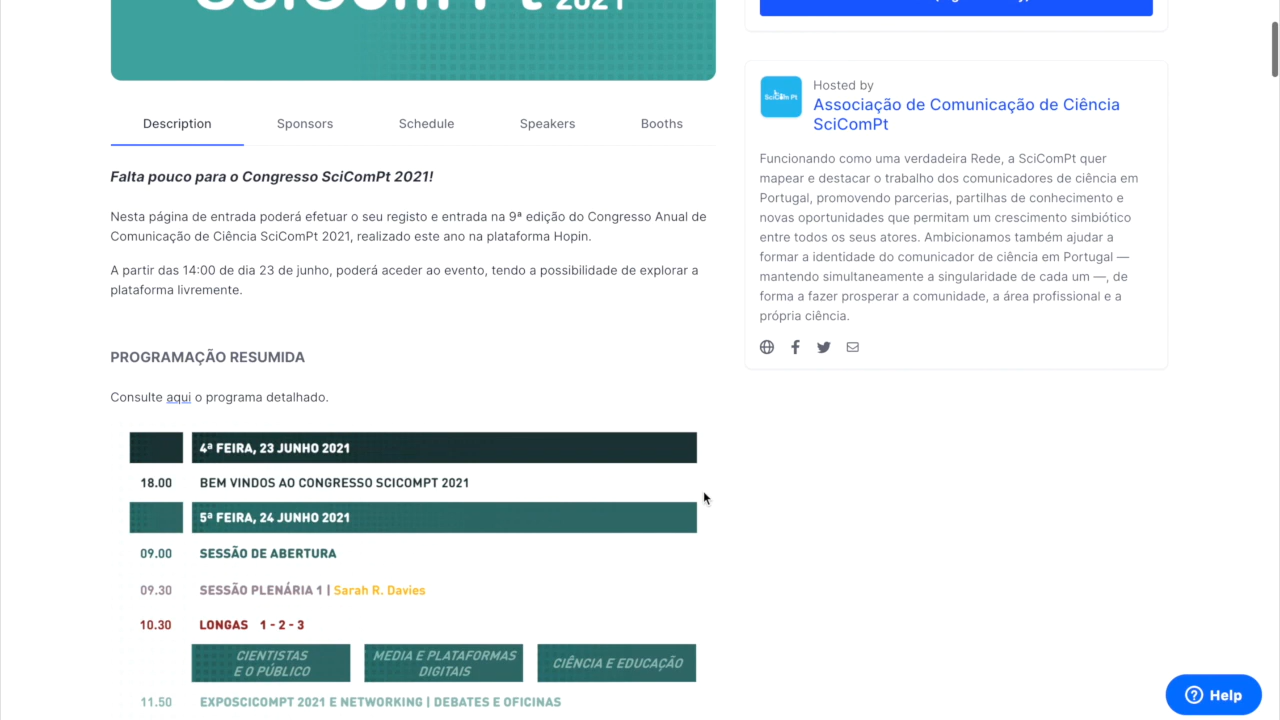 SciComPt 2021
Description
Sponsors
Schedule
Speakers
Booths
Falta pouco para o Congresso SciComPt 2021!
Nesta página de entrada poderá efetuar o seu registo e entrada na 9ª edição do Congresso Anual de
Comunicação de Ciência SciComPt 2021, realizado este ano na plataforma Hopin.
A partir das 14:00 de dia 23 de junho, poderá aceder ao evento, tendo a possibilidade de explorar a
plataforma livremente.
PROGRAMAÇÃO RESUMIDA
Consulte aqui o programa detalhado.
4ª FEIRA, 23 JUNHO 2021
18.00 BEM VINDOS AO CONGRESSO SCICOMPT 2021
5ª FEIRA, 24 JUNHO 2021
09.00 SESSÃO DE ABERTURA
09.30 SESSÃO PLENÁRIA 1 | Sarah R. Davies
10.30 LONGAS 1 - 2 - 3
CIENTISTAS
E O PÚBLICO
MEDIA E PLATAFORMAS
DIGITAIS
CIÊNCIA E EDUCAÇÃO
11.50 EXPOSCICOMPT 2021 E NETWORKING | DEBATES E OFICINAS
SciComPt
Hosted by
Associação de Comunicação de Ciência
SciComPt
Funcionando como uma verdadeira Rede, a SciComPt quer
mapear e destacar o trabalho dos comunicadores de ciência em
Portugal, promovendo parcerias, partilhas de conhecimento e
novas oportunidades que permitam um crescimento simbiótico
entre todos os seus atores. Ambicionamos também ajudar a
formar a identidade do comunicador de ciência em Portugal —
mantendo simultaneamente a singularidade de cada um —, de
forma a fazer prosperar a comunidade, a área profissional e a
própria ciência.
Help